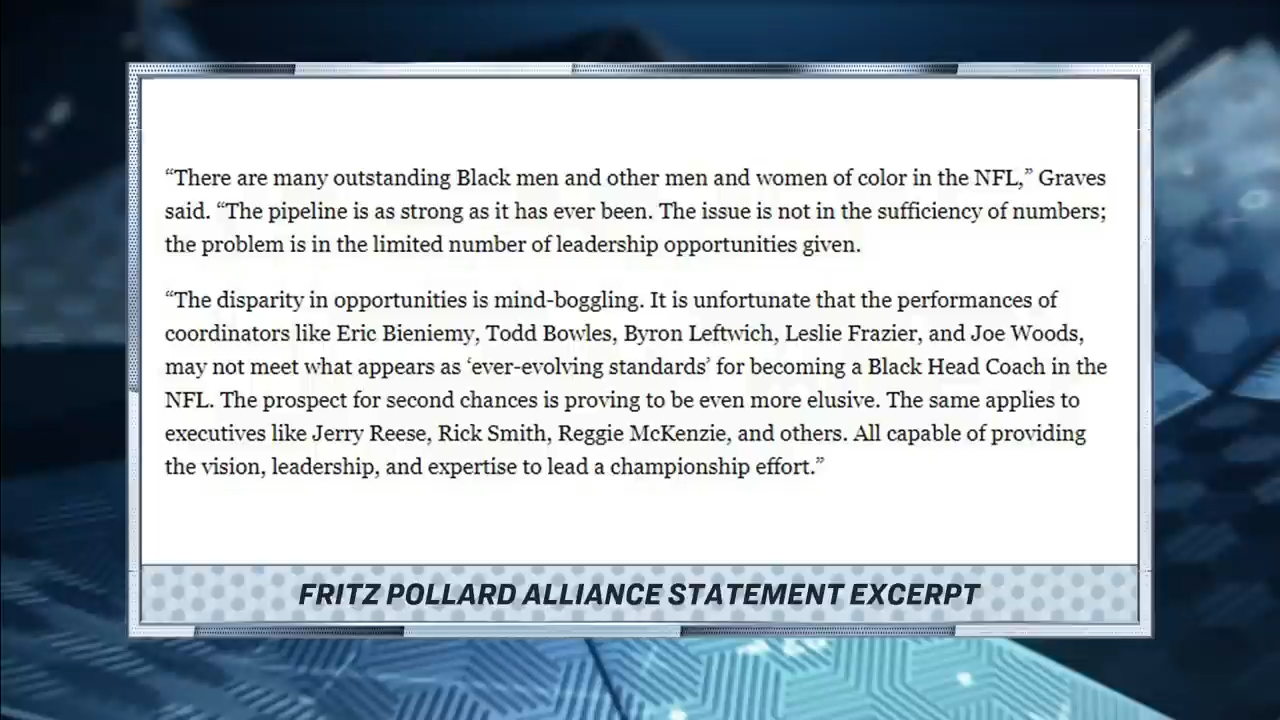 “There are many outstanding Black men and other men and women of color in the NFL,” Graves
said. “The pipeline is as strong as it has ever been. The issue is not in the sufficiency of numbers;
the problem is in the limited number of leadership opportunities given.
“The disparity in opportunities is mind-boggling. It is unfortunate that the performances of
coordinators like Eric Bieniemy, Todd Bowles, Byron Leftwich, Leslie Frazier, and Joe Woods,
may not meet what appears as ‘ever-evolving standards’ for becoming a Black Head Coach in the
NFL. The prospect for second chances is proving to be even more elusive. The same applies to
executives like Jerry Reese, Rick Smith, Reggie McKenzie, and others. All capable of providing
the vision, leadership, and expertise to lead a championship effort.”
FRITZ POLLARD ALLIANCE STATEMENT EXCERPT